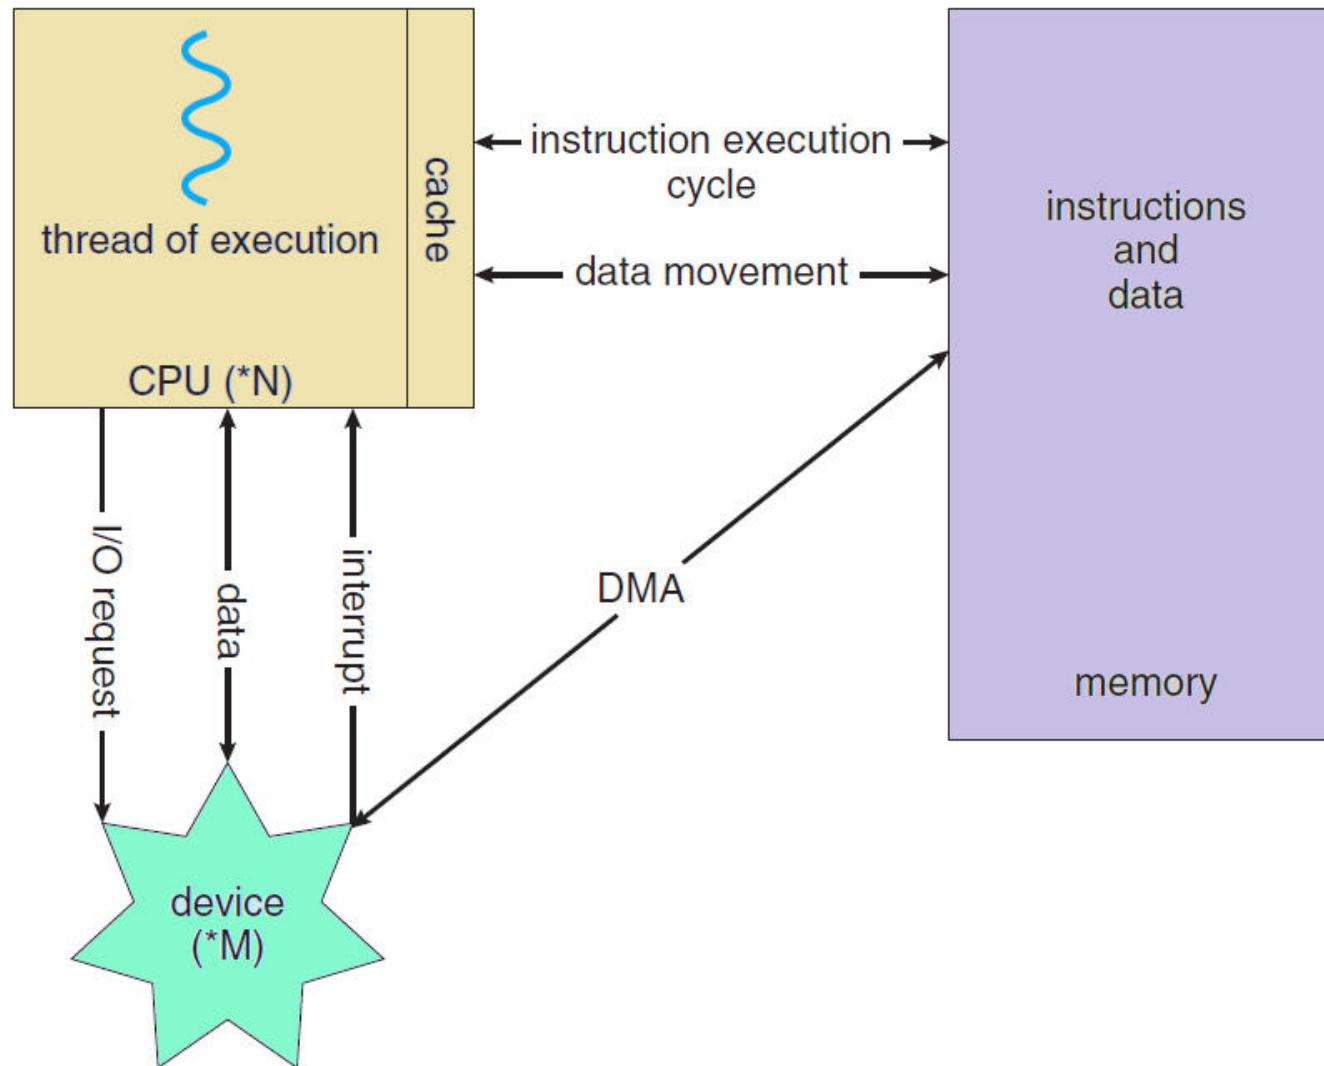 thread of execution
CPU (*N)
cache
instruction execution
cycle
data movement
instructions
and
data
memory
I/O request
data
interrupt
DMA
device
(*M)